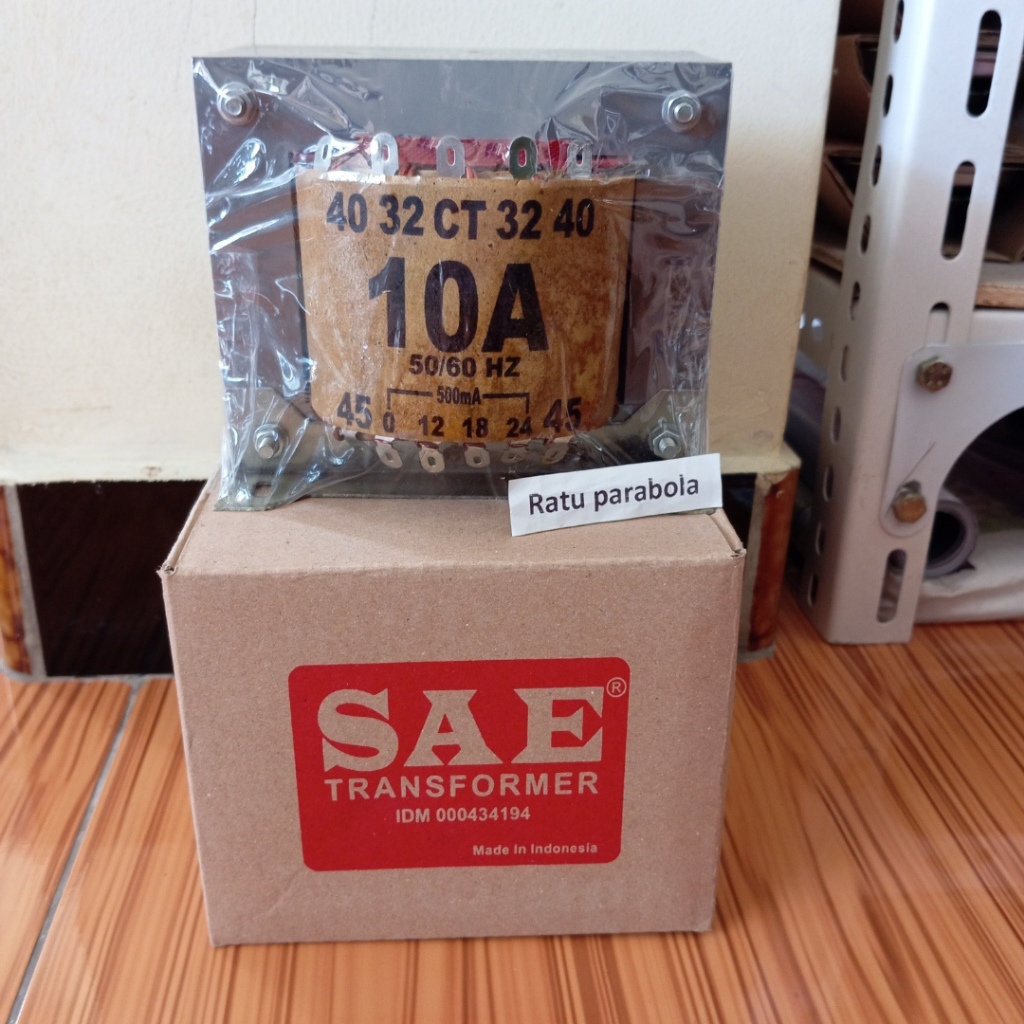 40 32 CT 32 40
10A
50/60 HZ
500mA
45 0 12 18 24 45
Ratu parabola
SAE ®
TRANSFORMER
IDM 000434194
Made In Indonesia